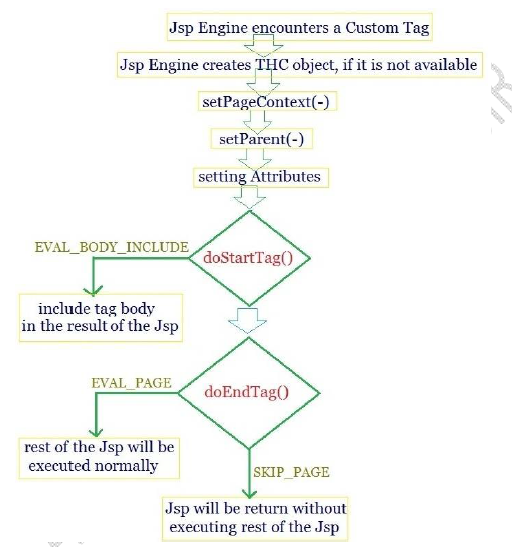 Jsp Engine encounters a Custom Tag
Jsp Engine creates THC object, if it is not available
setPageContext(-)
setParent(-)
setting Attributes
EVAL_BODY_INCLUDE
doStartTag()
include tag body
in the result of the Jsp
EVAL_PAGE
doEndTag()
rest of the Jsp will be
executed normally
SKIP_PAGE
Jsp will be return without
executing rest of the Jsp